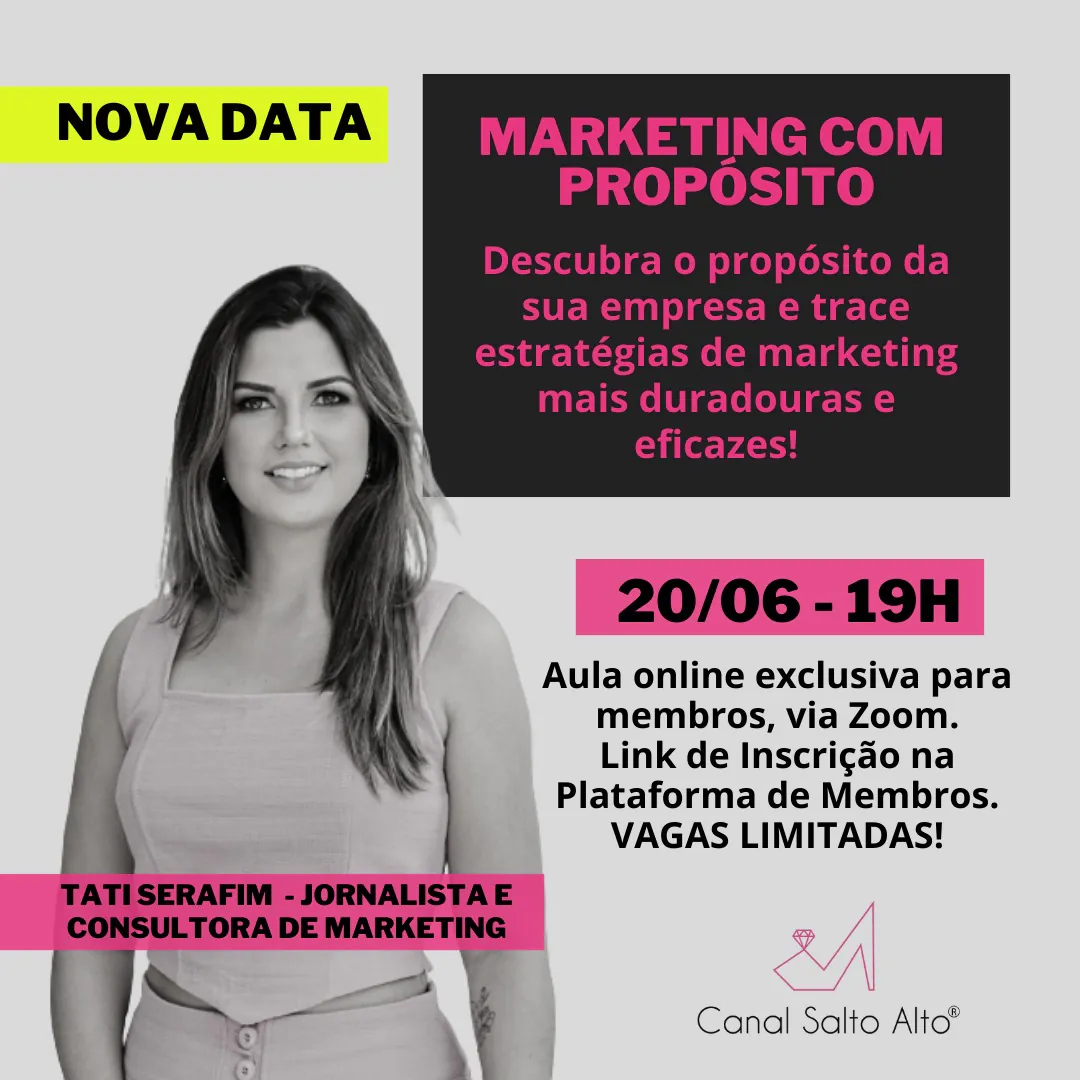 NOVA DATA
MARKETING COM
PROPÓSITO
Descubra o propósito da
sua empresa e trace
estratégias de marketing
mais duradouras e
eficazes!
20/06 - 19H
Aula online exclusiva para
membros, via Zoom.
Link de Inscrição na
Plataforma de Membros.
VAGAS LIMITADAS!
TATI SERAFIM - JORNALISTA E
CONSULTORA DE MARKETING
Canal Salto Alto®